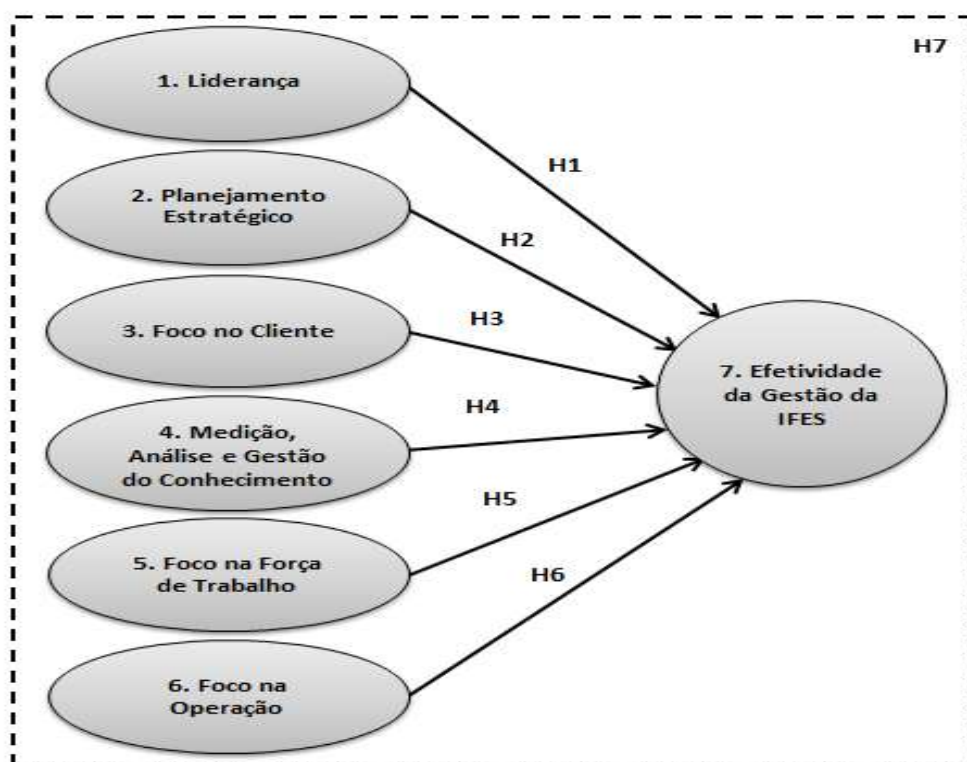 H7
1. Liderança
H1
2. Planejamento
Estratégico
H2
3. Foco no Cliente
H3
7. Efetividade
da Gestão da
IFES
4. Medição,
Análise e Gestão
do Conhecimento
H4
5. Foco na Força
de Trabalho
H5
6. Foco na
Operação
H6